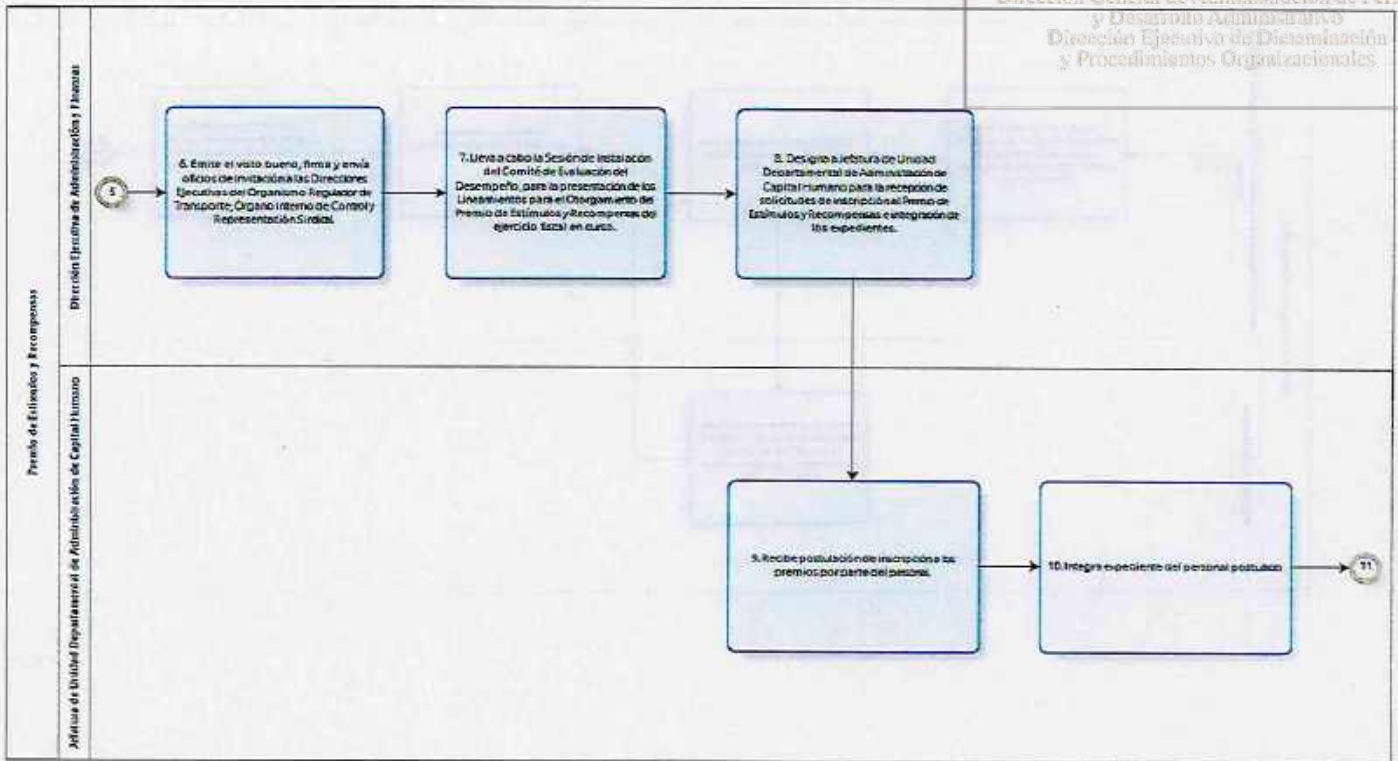 y Desarrollo Administrativo
Dirección Ejecutiva de Dictaminación
y Procedimientos Organizacionales
Premio de Estímulos y Recompensas
Dirección Ejecutiva de Administración y Finanzas
5
6. Emite el visto bueno, firma y envía
oficios de invitación a las Direcciones
Ejecutivas del Organismo Regulador de
Transporte, Órgano Interno de Control y
Representación Sindical.
7. Lleva a cabo la Sesión de Instalación
del Comité de Evaluación del
Desempeño, para la presentación de los
Lineamientos para el Otorgamiento del
Premio de Estímulos y Recompensas del
ejercicio fiscal en curso.
8. Designa a Jefatura de Unidad
Departamental de Administración de
Capital Humano para la recepción de
solicitudes de inscripción al Premio de
Estímulos y Recompensas e integración de
los expedientes.
Jefatura de Unidad Departamental de Administración de Capital Humano
9. Recibe postulación de inscripción a los
premios por parte del personal.
10. Integra expediente del personal postulado
11